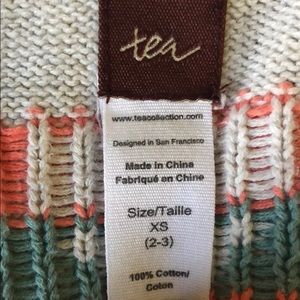 tea
www.teacollection.com
Designed in San Francisco
Made in China
Fabriqué en Chine
Size/Taille
XS
(2-3)
100% Cotton/
Coton